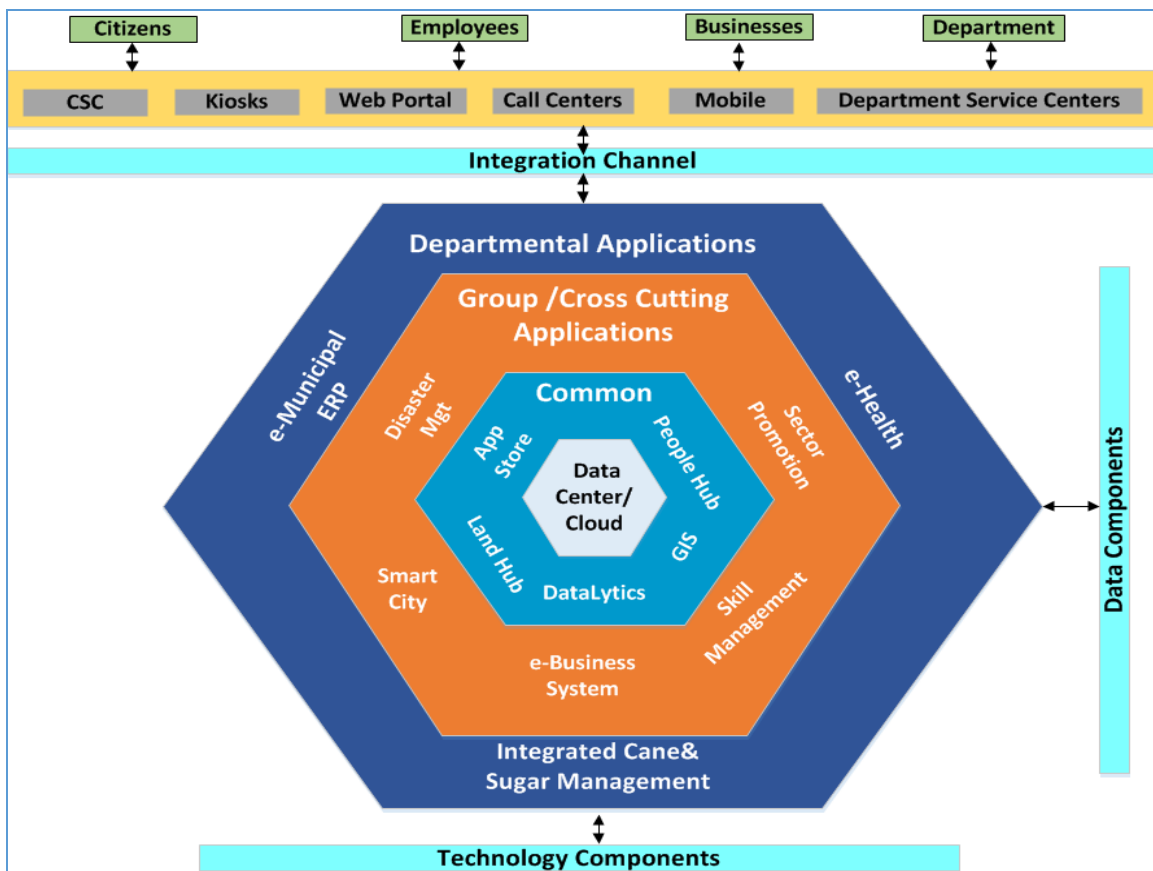 Citizens
Employees
Businesses
Department
CSC
Kiosks
Web Portal
Call Centers
Mobile
Department Service Centers
Integration Channel
Departmental Applications
Group /Cross Cutting
Applications
Common
e-Municipal
ERP
Disaster
Mgt
App
Store
People Hub
Sector
Promotion
e-Health
Data
Center/
Cloud
Land Hub
GIS
DataLytics
Smart
City
Skill
Management
e-Business
System
Integrated Cane&
Sugar Management
Data Components
Technology Components